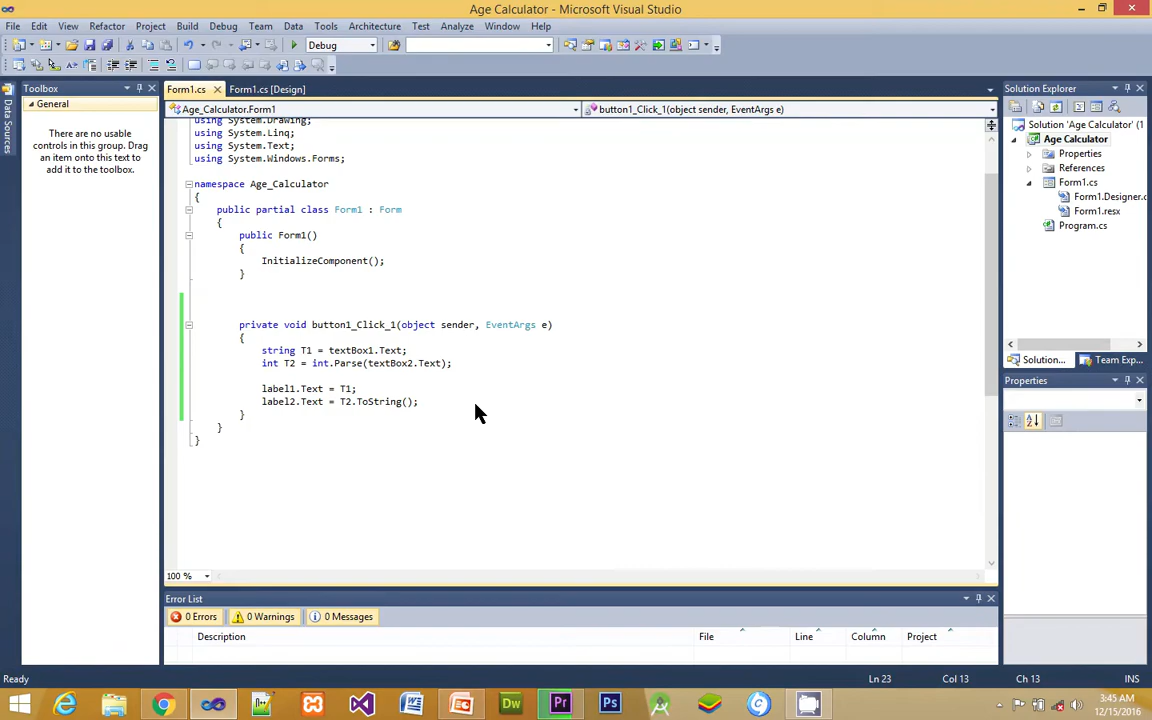 Age Calculator - Microsoft Visual Studio
File Edit View Refactor Project Build Debug Team Data Tools Architecture Test Analyze Window Help
Debug
Toolbox
General
There are no usable
controls in this group. Drag
an item onto this text to
add it to the toolbox.
Data Sources
Form1.cs
Form1.cs [Design]
Age_Calculator.Form1
button1_Click_1(object sender, EventArgs e)
using System.Drawing;
using System.Linq;
using System.Text;
using System.Windows.Forms;
namespace Age_Calculator
{
public partial class Form1 : Form
{
public Form1()
{
InitializeComponent();
}
private void button1_Click_1(object sender, EventArgs e)
{
string T1 = textBox1.Text;
int T2 = int.Parse(textBox2.Text);
label1.Text = T1;
label2.Text = T2.ToString();
}
}
}
100 %
Solution Explorer
Solution 'Age Calculator' (1
Age Calculator
Properties
References
Form1.cs
Form1.Designer.c
Form1.resx
Program.cs
Solution...
Team Exp...
Properties
Error List
0 Errors
0 Warnings
0 Messages
Description File Line Column Project
Ready Ln 23 Col 13 Ch 13 INS
W
Dw
Pr
Ps
3:45 AM
12/15/2016